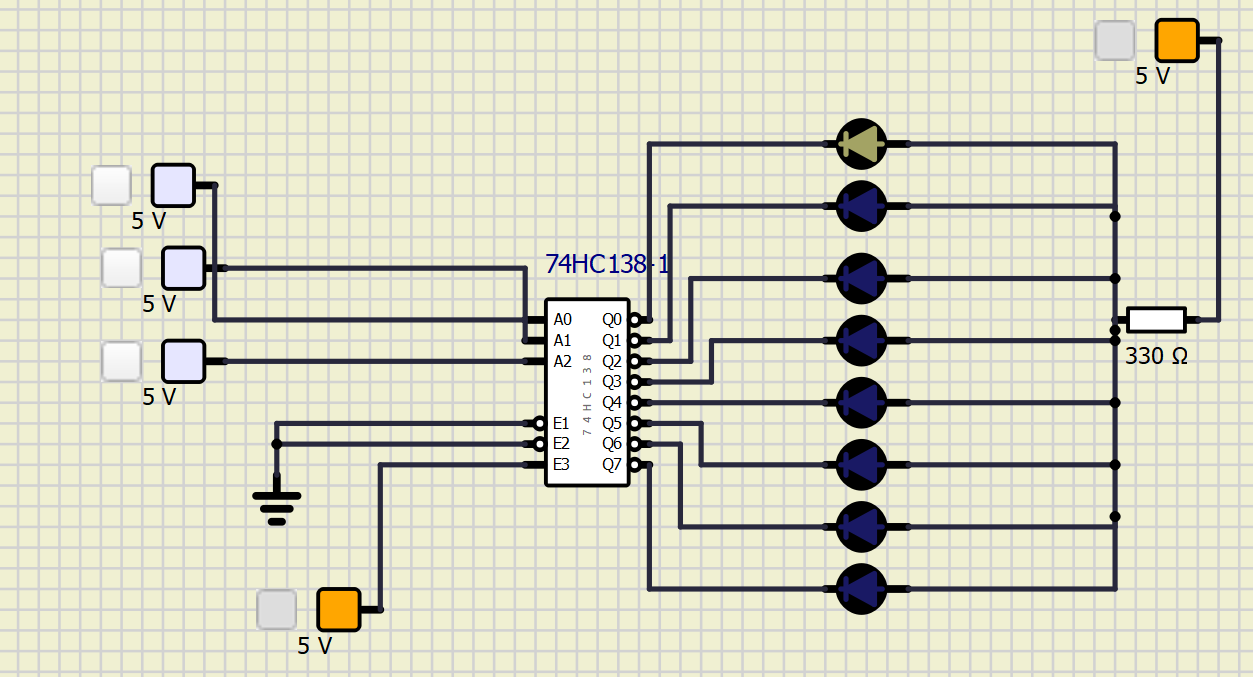 5 V
5 V
5 V
5 V
74HC138-1
A0 Q0
A1 Q1
A2 Q2
Q3
Q4
E1 Q5
E2 Q6
E3 Q7
74HC138
330 Ω
5 V